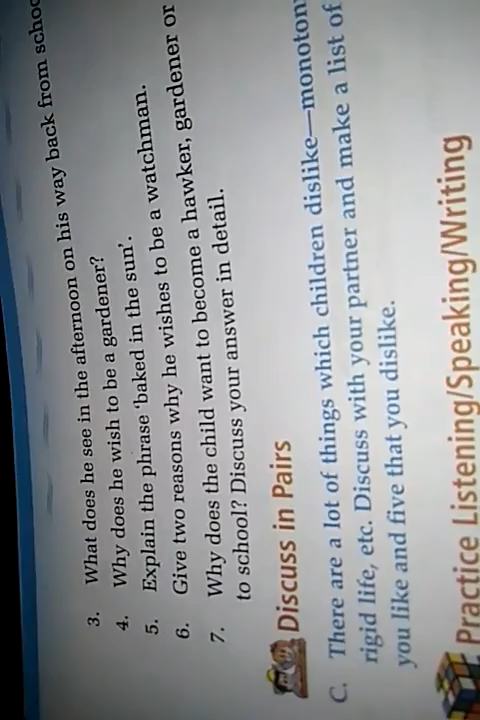 3. What does he see in the afternoon on his way back from
4. Why does he wish to be a gardener?
5. Explain the phrase 'baked in the sun'.
6. Give two reasons why he wishes to be a watchman.
7. Why does the child want to become a hawker, gardener or
to school? Discuss your answer in detail.
Discuss in Pairs
C. There are a lot of things which children dislike—
rigid life, etc. Discuss with your partner and make a list of
you like and five that you dislike.
Practice Listening/Speaking/Writing